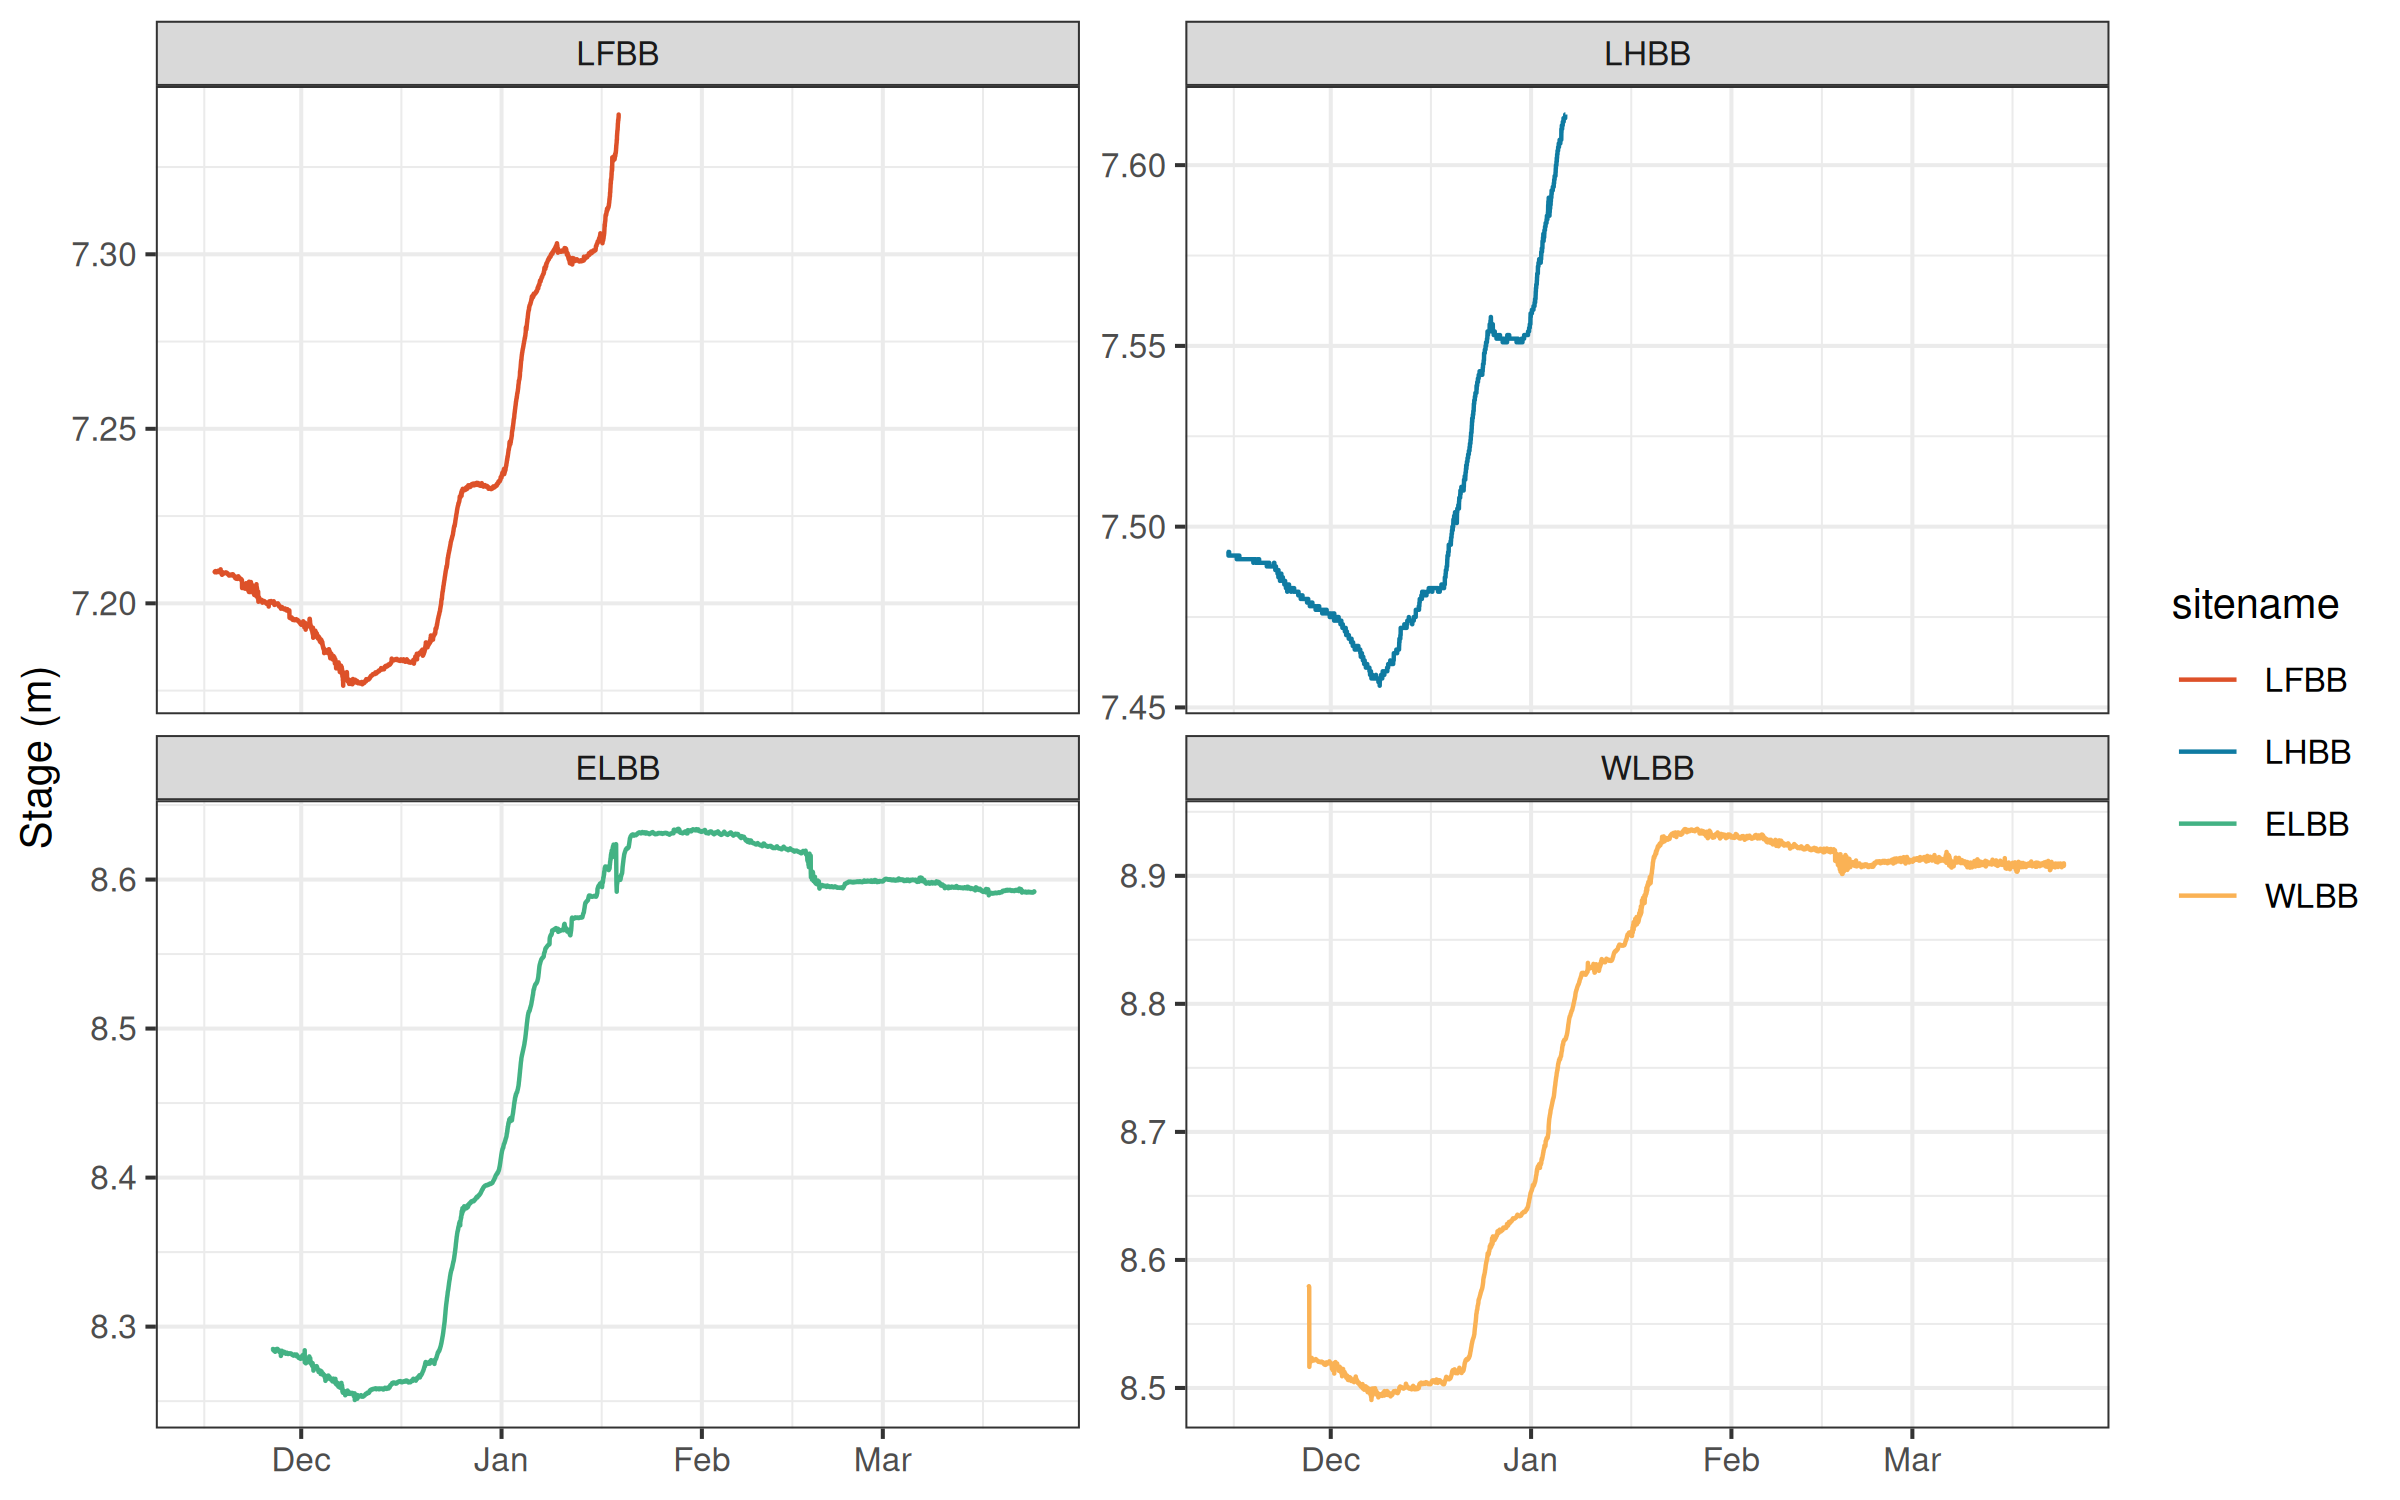 LFBB
LHBB
7.30
7.25
7.20
7.60
7.55
7.50
7.45
Stage (m)
ELBB
WLBB
8.6
8.5
8.4
8.3
8.9
8.8
8.7
8.6
8.5
Dec Jan Feb Mar
Dec Jan Feb Mar
sitename
LFBB
LHBB
ELBB
WLBB